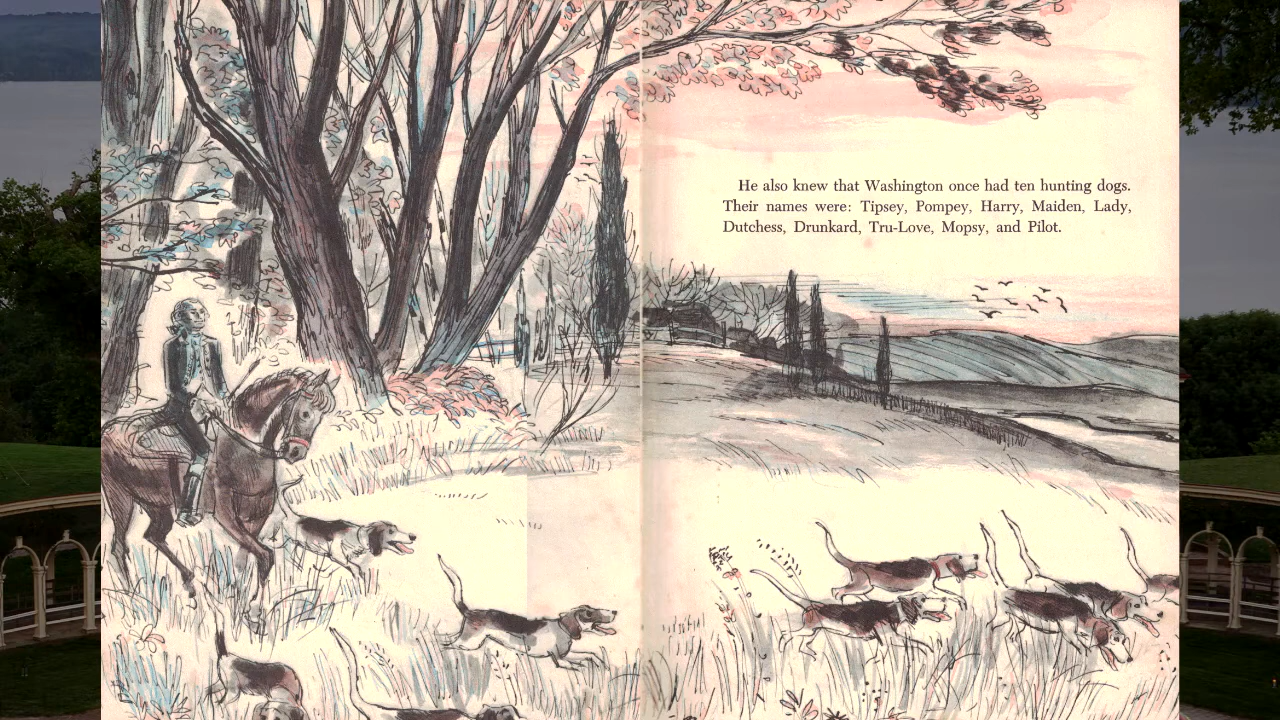 He also knew that Washington once had ten hunting dogs.
Their names were: Tipsey, Pompey, Harry, Maiden, Lady,
Dutchess, Drunkard, Tru-Love, Mopsy, and Pilot.